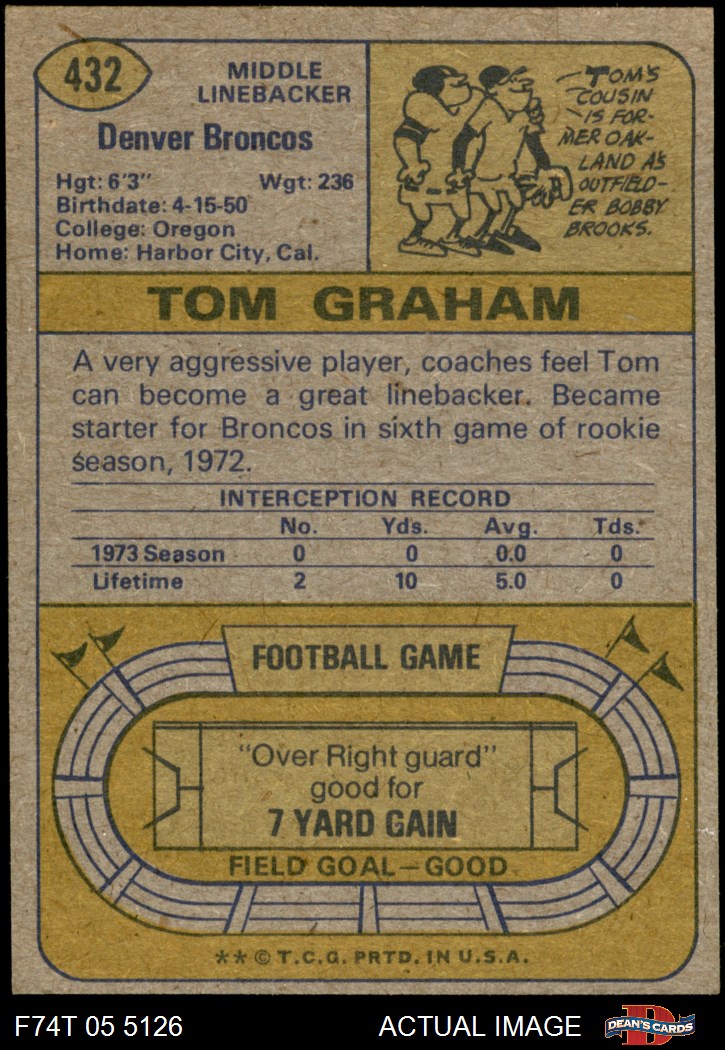 432
MIDDLE
LINEBACKER
Denver Broncos
Hgt: 6'3" Wgt: 236
Birthdate: 4-15-50
College: Oregon
Home: Harbor City, Cal.
TOM'S
COUSIN
IS FOR-
MER OAK-
LAND A'S
OUTFIELD-
ER BOBBY
BROOKS.
TOM GRAHAM
A very aggressive player, coaches feel Tom
can become a great linebacker. Became
starter for Broncos in sixth game of rookie
season, 1972.
INTERCEPTION RECORD
No. Yds. Avg. Tds.
1973 Season 0 0 0.0 0
Lifetime 2 10 5.0 0
FOOTBALL GAME
"Over Right guard"
good for
7 YARD GAIN
FIELD GOAL—GOOD
** © T.C.G. PRTD. IN U.S.A.
F74T 05 5126 ACTUAL IMAGE
D
DEAN'S CARDS